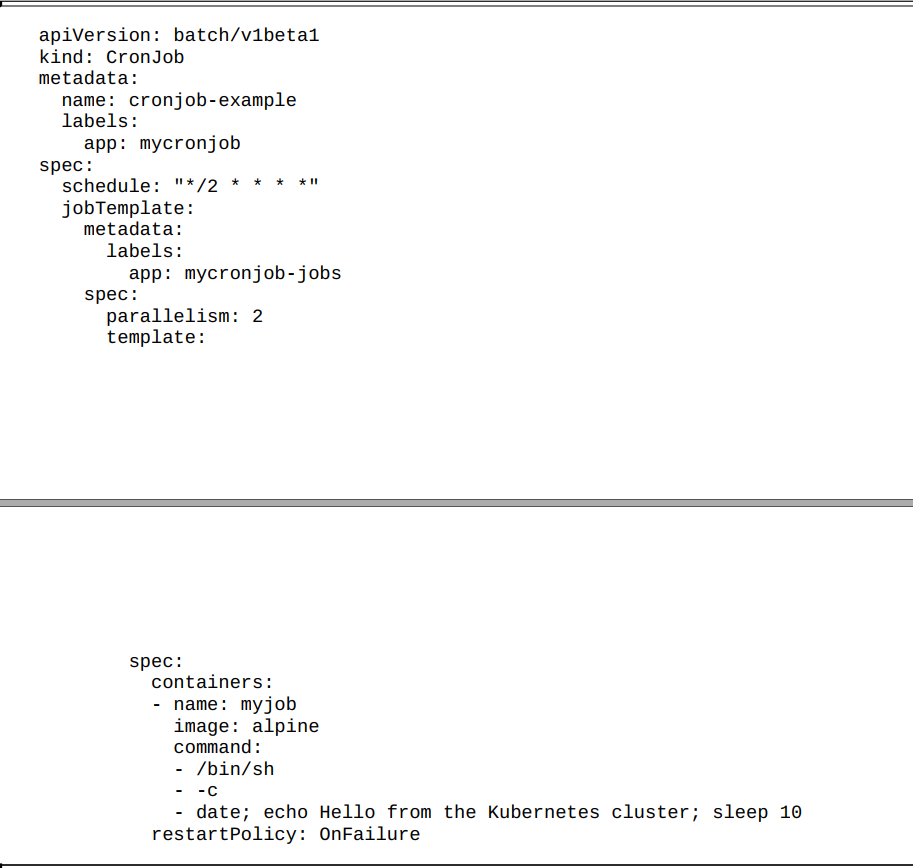 apiVersion: batch/v1beta1
kind: CronJob
metadata:
  name: cronjob-example
  labels:
    app: mycronjob
spec:
  schedule: "*/2 * * * *"
  jobTemplate:
    metadata:
      labels:
        app: mycronjob-jobs
    spec:
      parallelism: 2
      template:
        spec:
          containers:
          - name: myjob
            image: alpine
            command:
            - /bin/sh
            - -c
            - date; echo Hello from the Kubernetes cluster; sleep 10
          restartPolicy: OnFailure